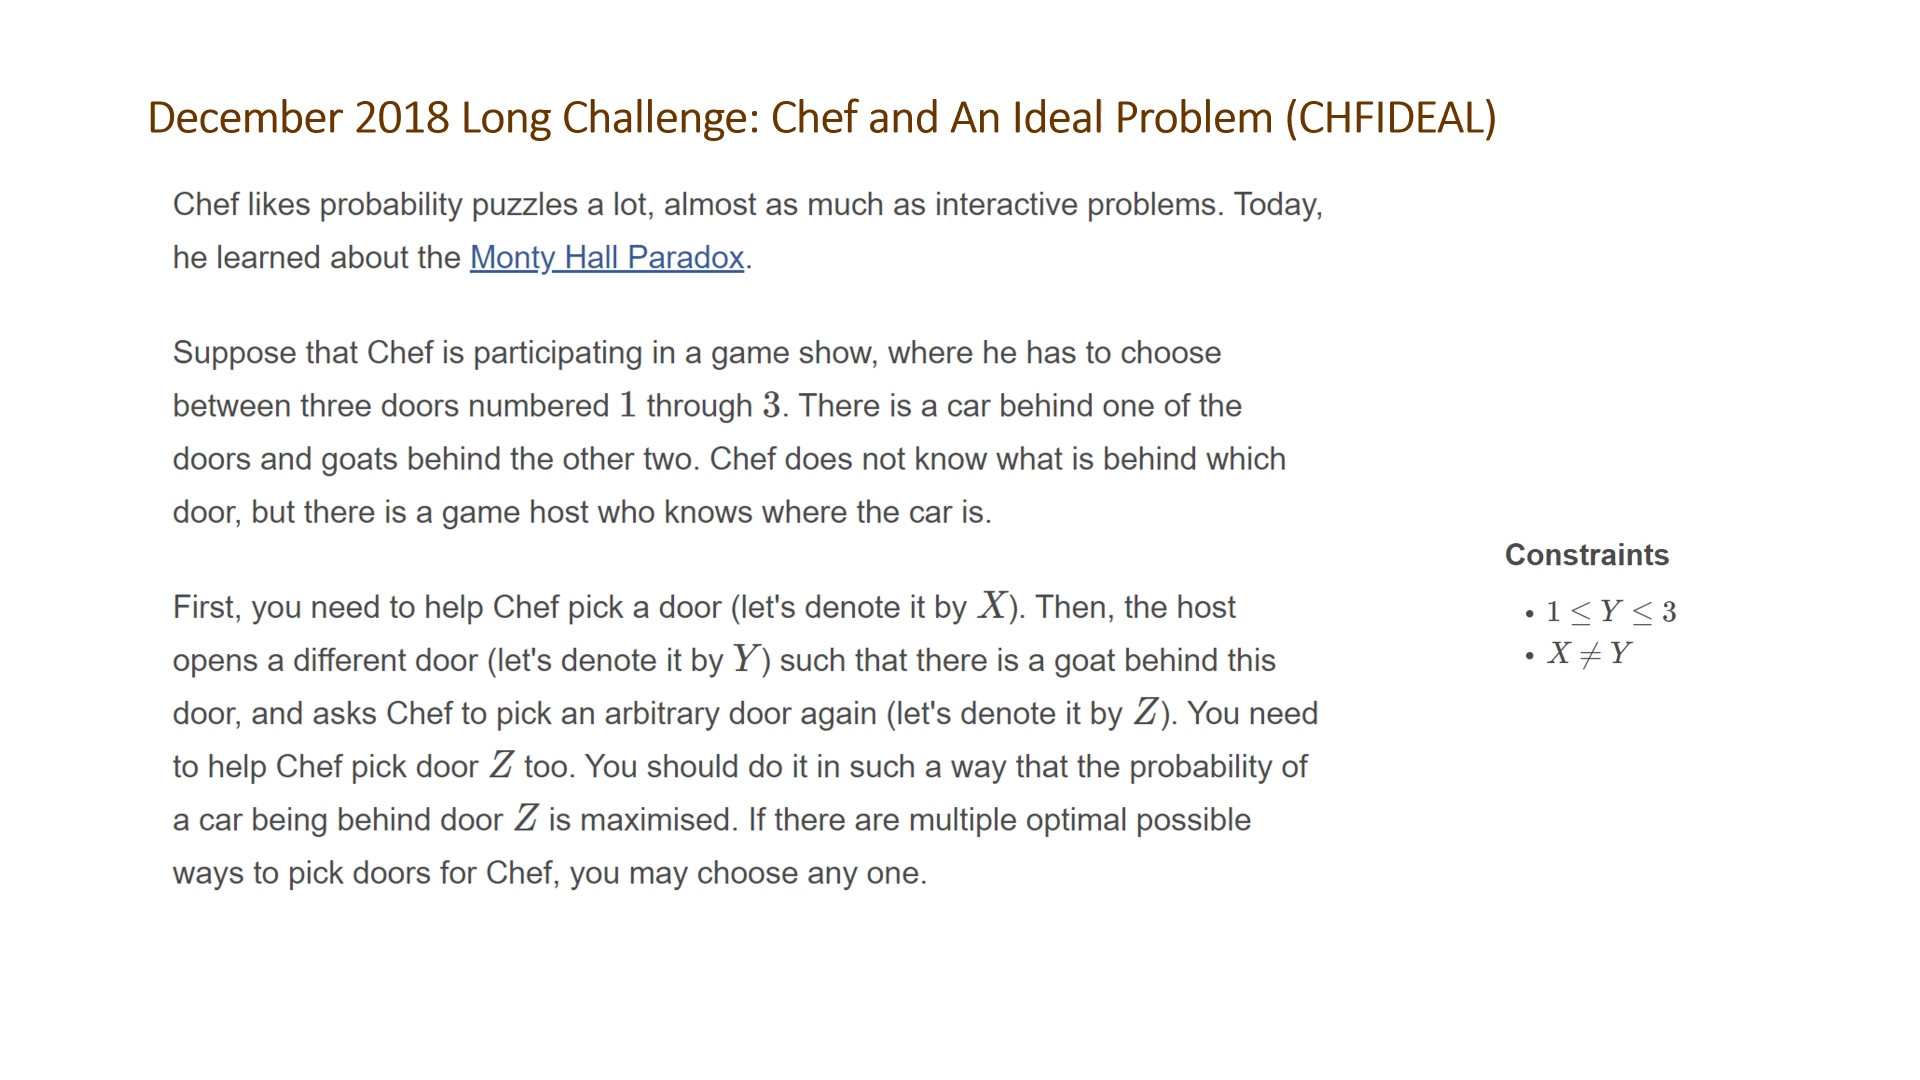 December 2018 Long Challenge: Chef and An Ideal Problem (CHFIDEAL)
Chef likes probability puzzles a lot, almost as much as interactive problems. Today,
he learned about the Monty Hall Paradox.
Suppose that Chef is participating in a game show, where he has to choose
between three doors numbered 1 through 3. There is a car behind one of the
doors and goats behind the other two. Chef does not know what is behind which
door, but there is a game host who knows where the car is.
First, you need to help Chef pick a door (let's denote it by X). Then, the host
opens a different door (let's denote it by Y) such that there is a goat behind this
door, and asks Chef to pick an arbitrary door again (let's denote it by Z). You need
to help Chef pick door Z too. You should do it in such a way that the probability of
a car being behind door Z is maximised. If there are multiple optimal possible
ways to pick doors for Chef, you may choose any one.
Constraints
• 1 ≤ Y ≤ 3
• X ≠ Y